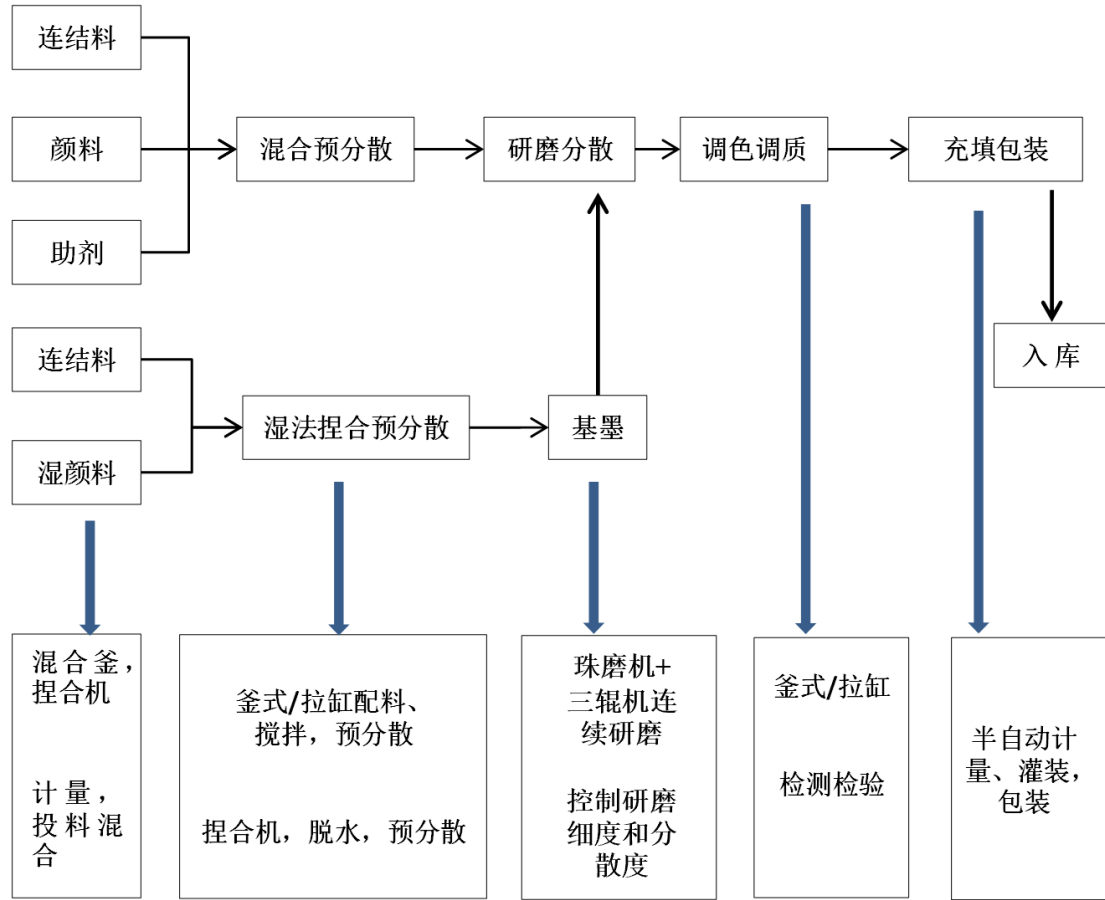 连结料
颜料
助剂
混合预分散
研磨分散
调色调质
充填包装
入 库
连结料
湿颜料
湿法捏合预分散
基墨
混 合 釜，
捏合机
计 量 ，
投 料 混
合
釜式/拉缸配料、
搅拌，预分散
捏合机，脱水，预分散
珠磨机+
三辊机连
续研磨
控制研磨
细度和分
散度
釜式/拉缸
检测检验
半自动计
量、灌装，
包装